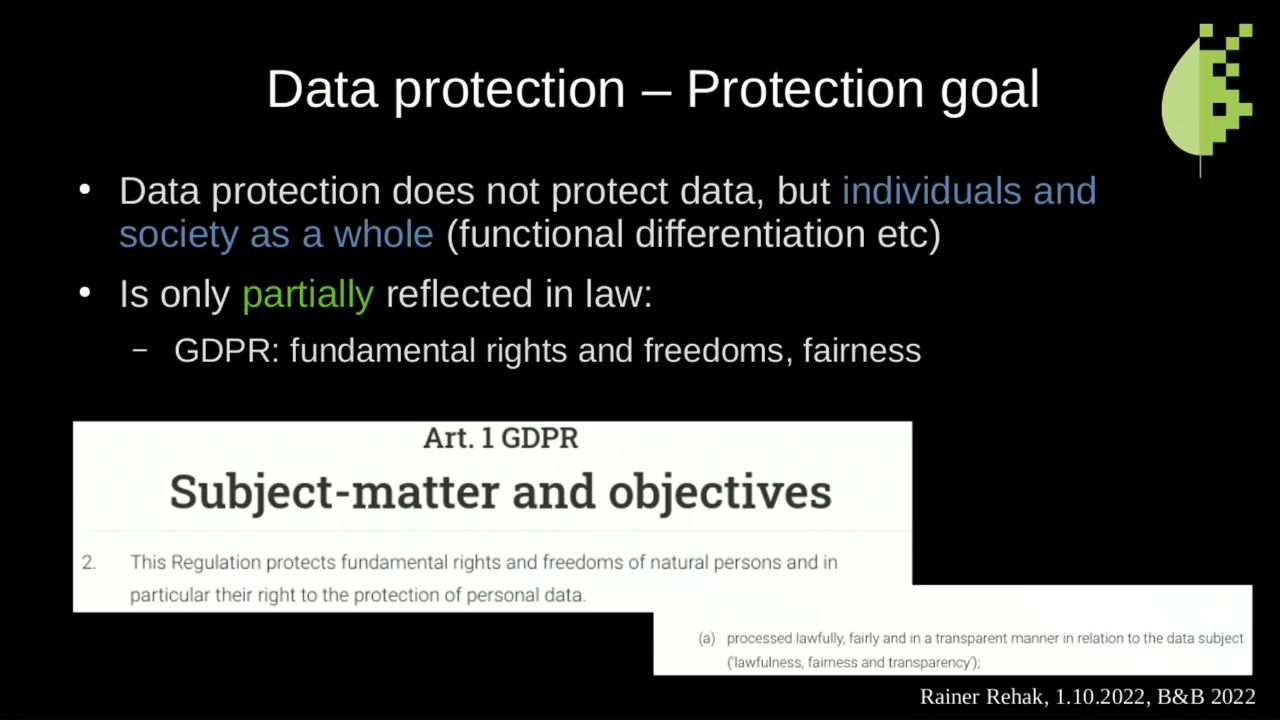 Data protection – Protection goal
• Data protection does not protect data, but individuals and
society as a whole (functional differentiation etc)
• Is only partially reflected in law:
– GDPR: fundamental rights and freedoms, fairness
Art. 1 GDPR
Subject-matter and objectives
2. This Regulation protects fundamental rights and freedoms of natural persons and in
particular their right to the protection of personal data.
(a) processed lawfully, fairly and in a transparent manner in relation to the data subject
('lawfulness, fairness and transparency');
Rainer Rehak, 1.10.2022, B&B 2022